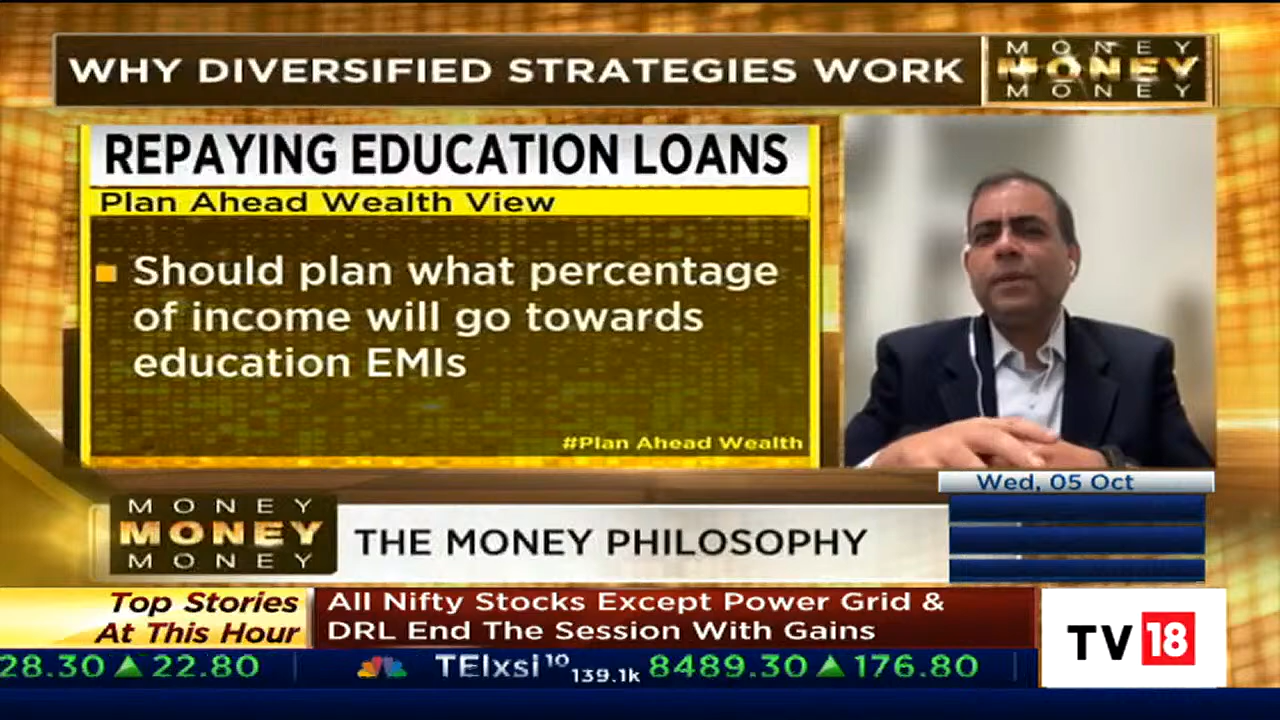 WHY DIVERSIFIED STRATEGIES WORK
MONEY
MONEY
MONEY
REPAYING EDUCATION LOANS
Plan Ahead Wealth View
Should plan what percentage
of income will go towards
education EMIs
#Plan Ahead Wealth
Wed, 05 Oct
MONEY
MONEY
MONEY
THE MONEY PHILOSOPHY
Top Stories
At This Hour
All Nifty Stocks Except Power Grid &
DRL End The Session With Gains
28.30 ▲ 22.80 TElxsi 10 139.1k 8489.30 ▲ 176.80
TV18